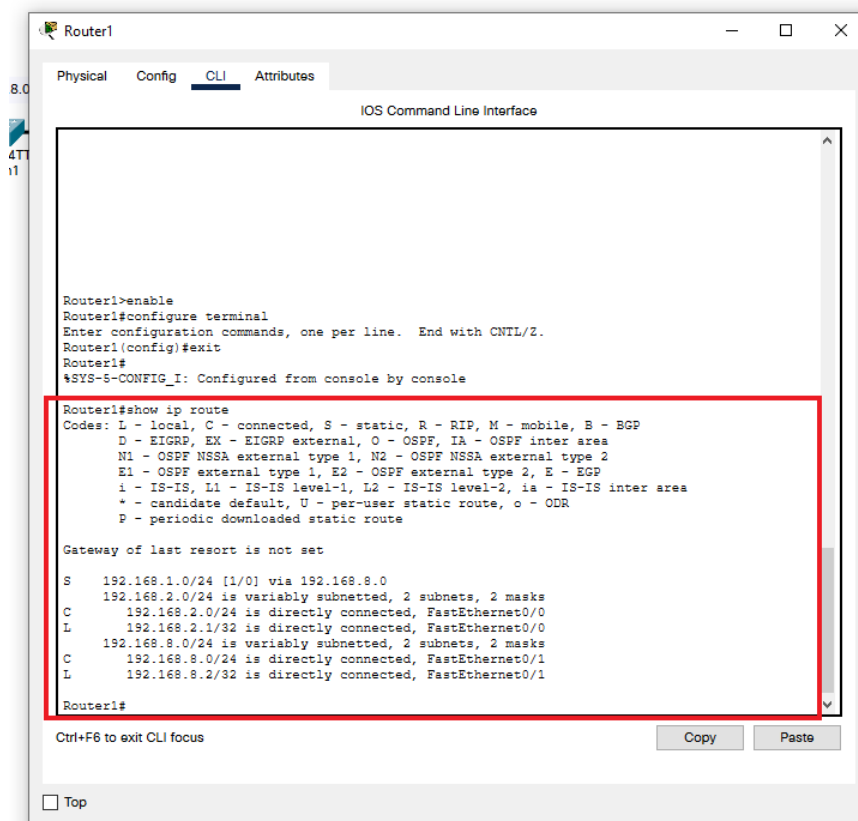 Router1
Physical Config CLI Attributes
8.0
IOS Command Line Interface
4TT
1
Router1>enable
Router1#configure terminal
Enter configuration commands, one per line.  End with CNTL/Z.
Router1(config)#exit
Router1#
%SYS-5-CONFIG_I: Configured from console by console
Router1#show ip route
Codes: L - local, C - connected, S - static, R - RIP, M - mobile, B - BGP
D - EIGRP, EX - EIGRP external, O - OSPF, IA - OSPF inter area
N1 - OSPF NSSA external type 1, N2 - OSPF NSSA external type 2
E1 - OSPF external type 1, E2 - OSPF external type 2, E - EGP
i - IS-IS, L1 - IS-IS level-1, L2 - IS-IS level-2, ia - IS-IS inter area
* - candidate default, U - per-user static route, o - ODR
P - periodic downloaded static route
Gateway of last resort is not set
S    192.168.1.0/24 [1/0] via 192.168.8.0
192.168.2.0/24 is variably subnetted, 2 subnets, 2 masks
C       192.168.2.0/24 is directly connected, FastEthernet0/0
L       192.168.2.1/32 is directly connected, FastEthernet0/0
192.168.8.0/24 is variably subnetted, 2 subnets, 2 masks
C       192.168.8.0/24 is directly connected, FastEthernet0/1
L       192.168.8.2/32 is directly connected, FastEthernet0/1
Router1#
Ctrl+F6 to exit CLI focus
Copy Paste
Top